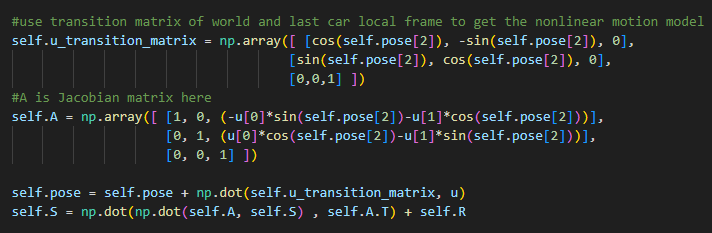 #use transition matrix of world and last car local frame to get the nonlinear motion model
self.u_transition_matrix = np.array([ [cos(self.pose[2]), -sin(self.pose[2]), 0],
[sin(self.pose[2]), cos(self.pose[2]), 0],
[0,0,1] ])
#A is Jacobian matrix here
self.A = np.array([ [1, 0, (-u[0]*sin(self.pose[2])-u[1]*cos(self.pose[2]))],
[0, 1, (u[0]*cos(self.pose[2])-u[1]*sin(self.pose[2]))],
[0, 0, 1] ])
self.pose = self.pose + np.dot(self.u_transition_matrix, u)
self.S = np.dot(np.dot(self.A, self.S) , self.A.T) + self.R